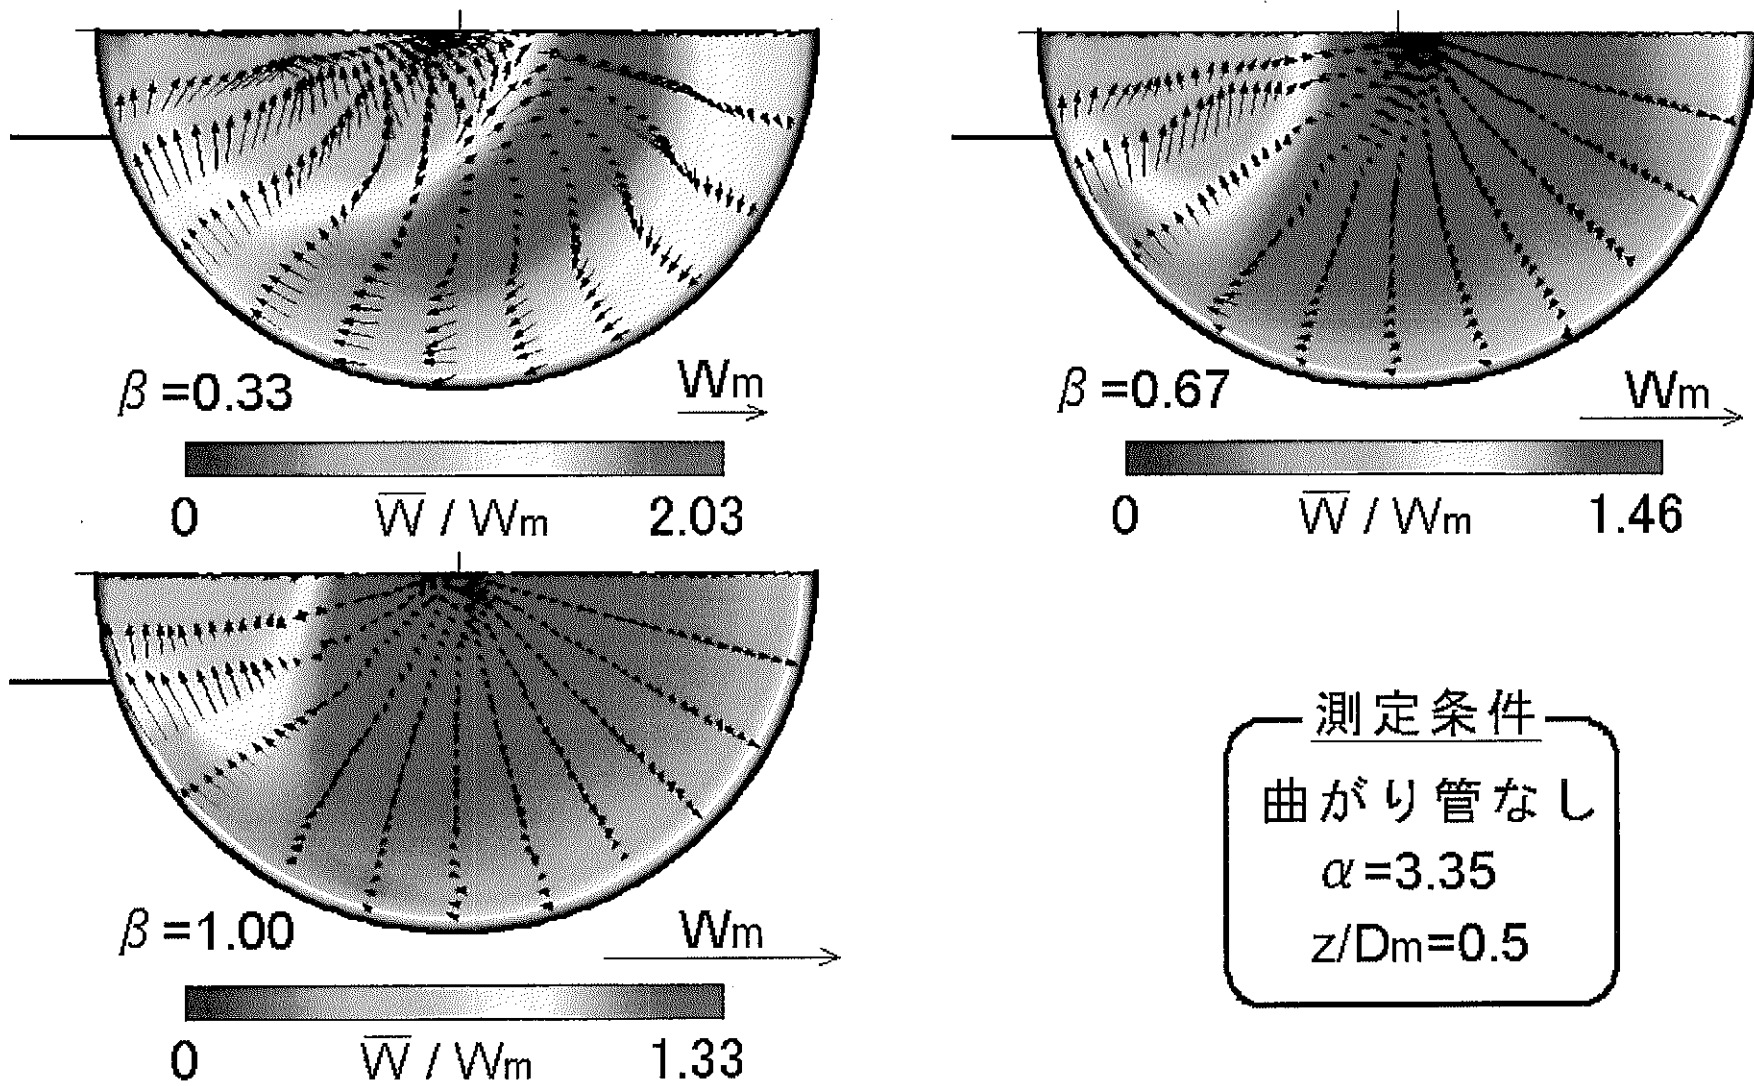 β=0.33
Wm
0
W̅ / Wm
2.03
β=0.67
Wm
0
W̅ / Wm
1.46
β=1.00
Wm
0
W̅ / Wm
1.33
測定条件
曲がり管なし
α=3.35
z/Dm=0.5